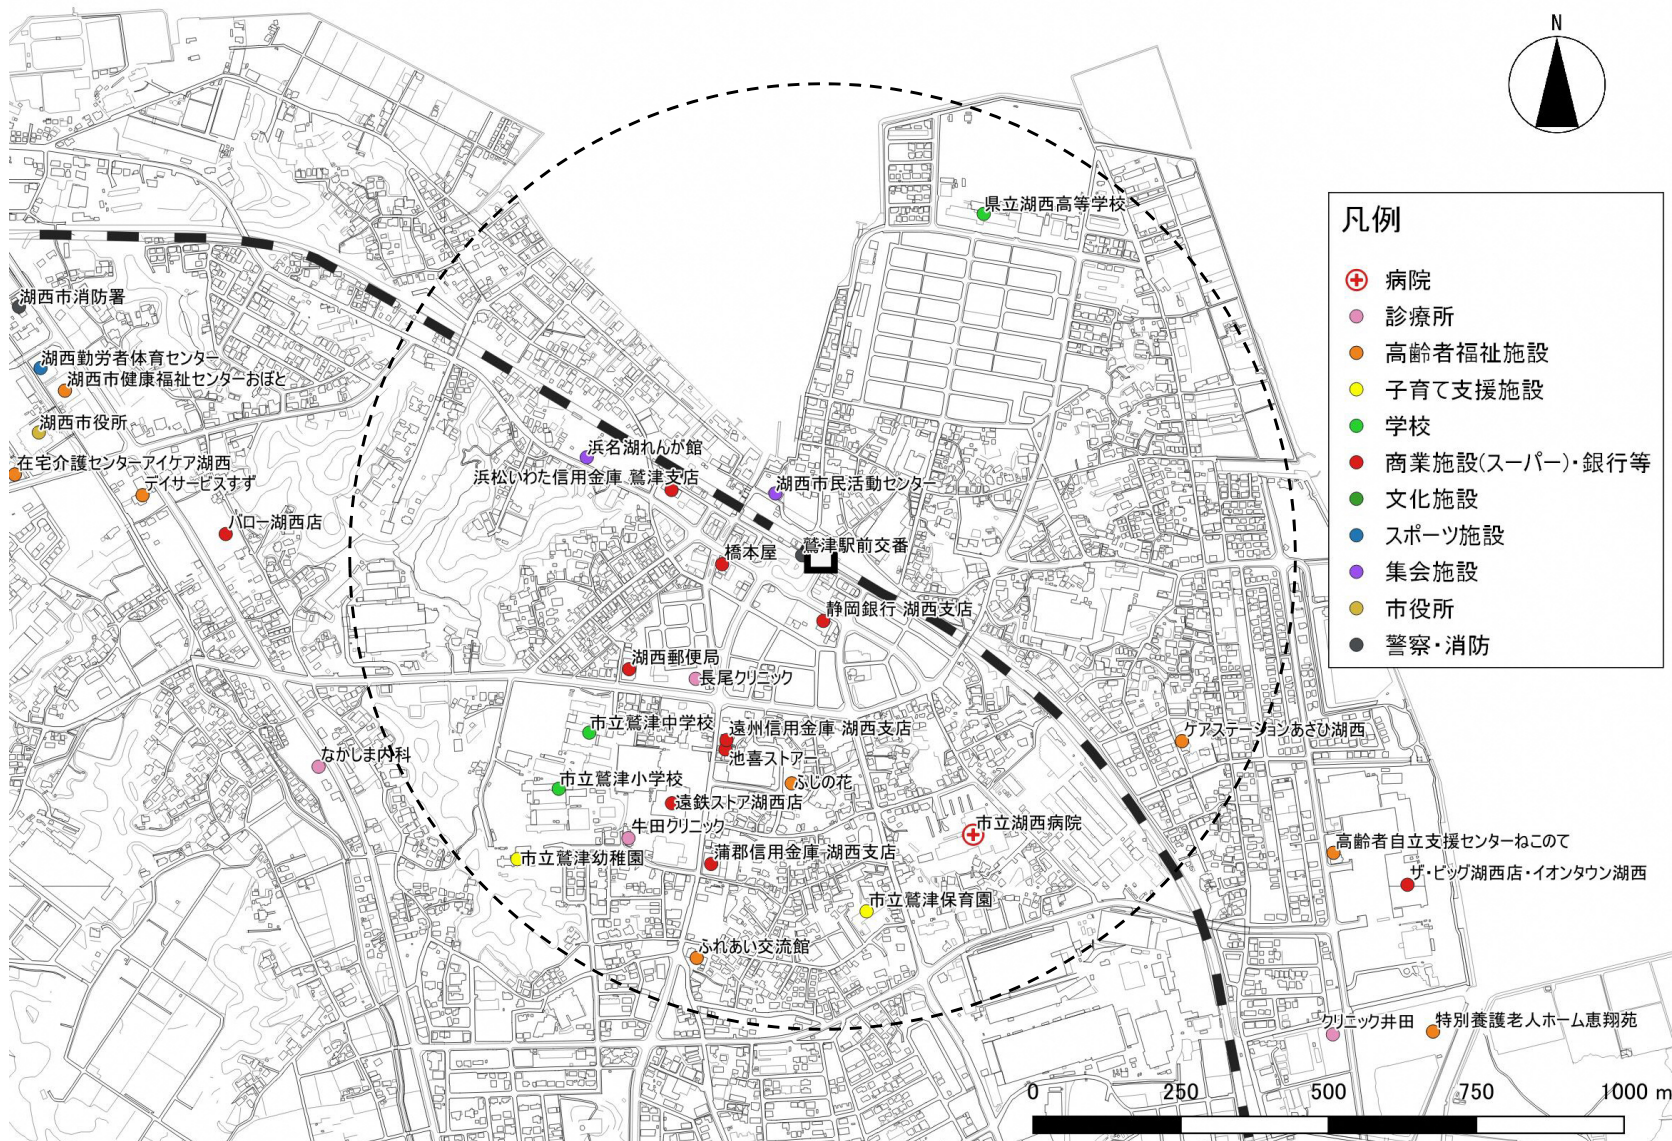 N
県立湖西高等学校
凡例
病院
診療所
高齢者福祉施設
子育て支援施設
学校
商業施設(スーパー)・銀行等
文化施設
スポーツ施設
集会施設
市役所
警察・消防
湖西市消防署
湖西勤労者体育センター
湖西市健康福祉センターおぼと
湖西市役所
在宅介護センターアイケア湖西
デイサービスすず
バロー湖西店
浜名湖れんが館
浜松いわた信用金庫 鷲津支店
湖西市民活動センター
橋本屋
鷲津駅前交番
静岡銀行 湖西支店
湖西郵便局
長尾クリニック
市立鷲津中学校
遠州信用金庫 湖西支店
池喜ストアー
ケアステーションあさひ湖西
なかしま内科
市立鷲津小学校
ふじの花
遠鉄ストア湖西店
牛田クリニック
市立湖西病院
市立鷲津幼稚園
蒲郡信用金庫 湖西支店
高齢者自立支援センターねこのて
ザ・ビッグ湖西店・イオンタウン湖西
市立鷲津保育園
ふれあい交流館
クリニック井田
特別養護老人ホーム恵翔苑
0 250 500 750 1000 m